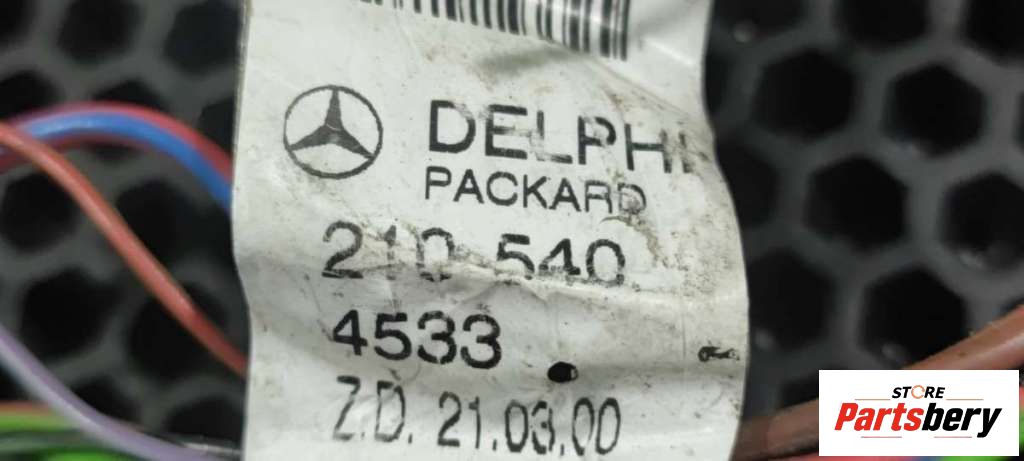 DELPHI
PACKARD
210 540
4533
Z.D. 21.03.00
STORE
Partsbery